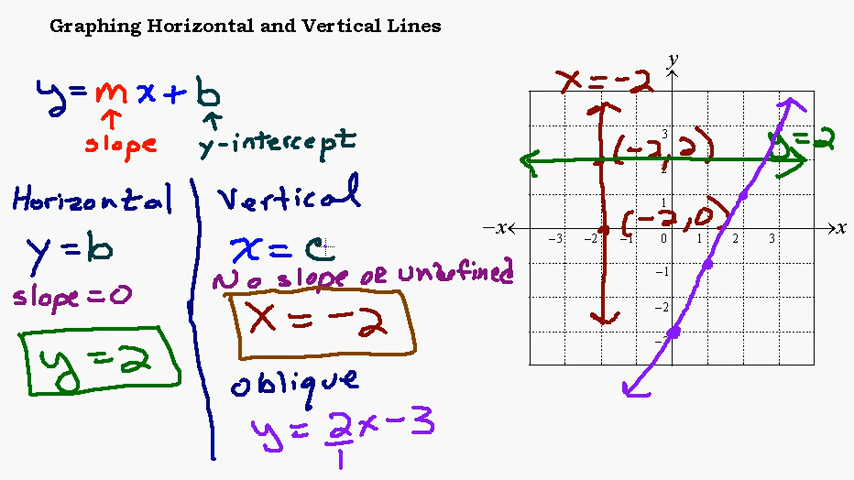 Graphing Horizontal and Vertical Lines
y = mx + b
slope
y-intercept
Horizontal
y = b
slope = 0
y = 2
Vertical
x = c
No slope or undefined
x = -2
oblique
y = 2/1 x - 3
y
x = -2
3
(-2, 2)
y = 2
2
1
(-2, 0)
-x
x
-3 -2 -1 0 1 2 3
-1
-2
-3